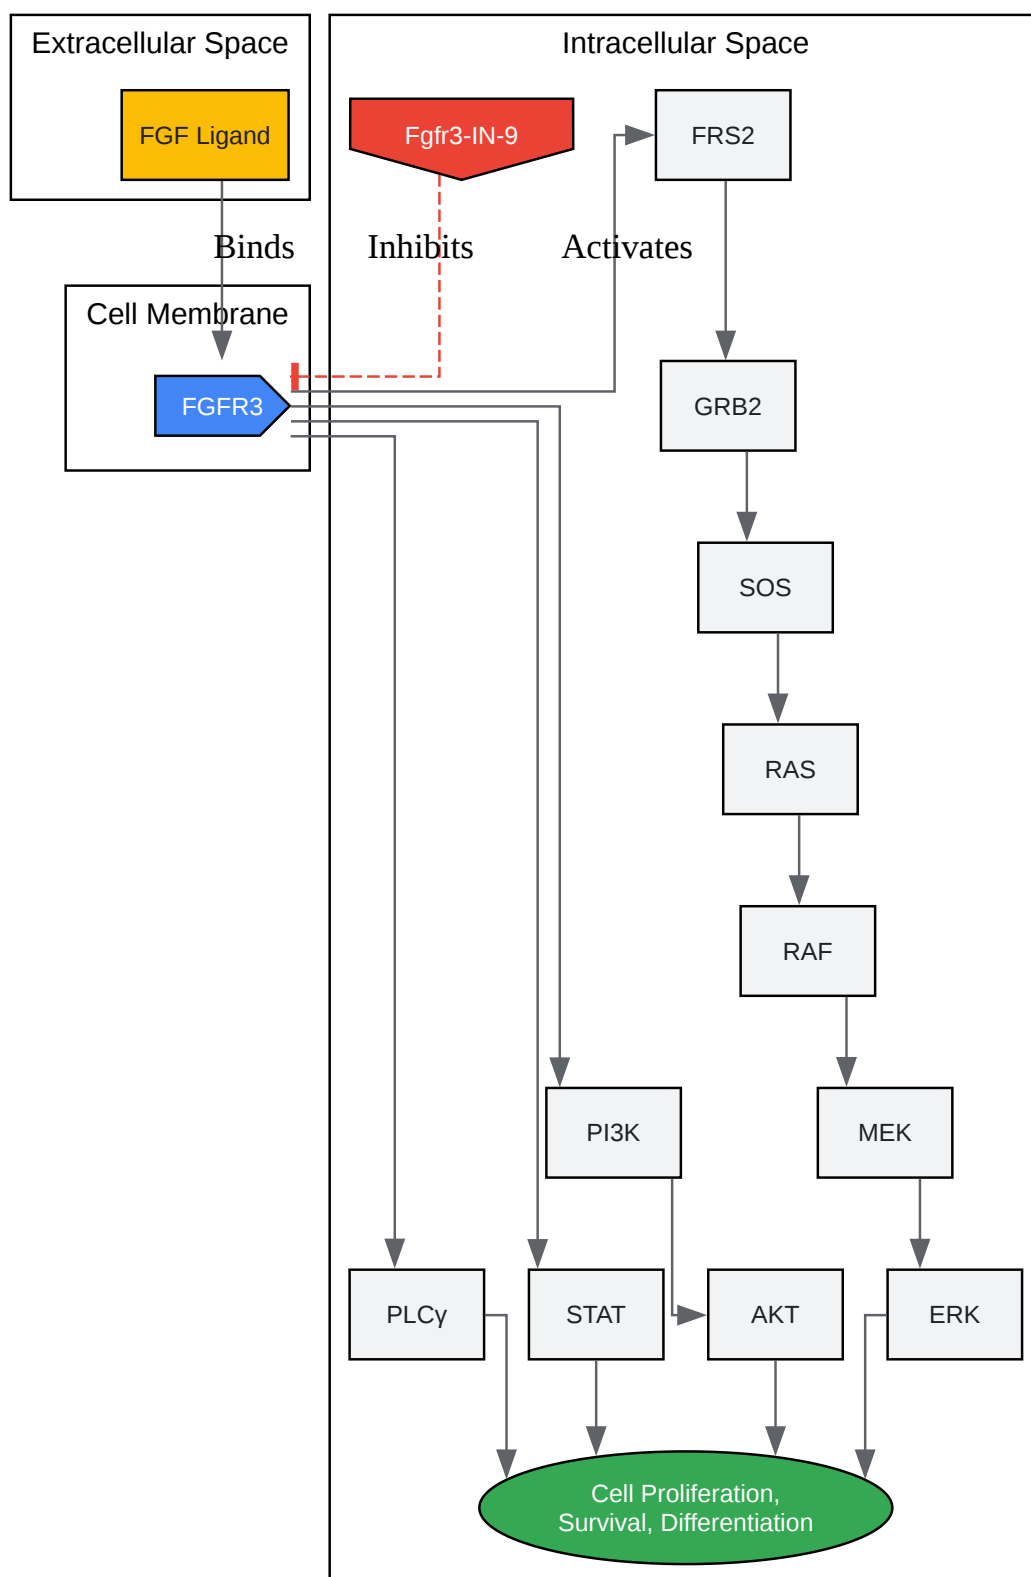 Extracellular Space
Intracellular Space
FGF Ligand
Fgfr3-IN-9
FRS2
Binds
Inhibits
Activates
Cell Membrane
FGFR3
GRB2
SOS
RAS
RAF
PI3K
MEK
PLCγ
STAT
AKT
ERK
Cell Proliferation,
Survival, Differentiation